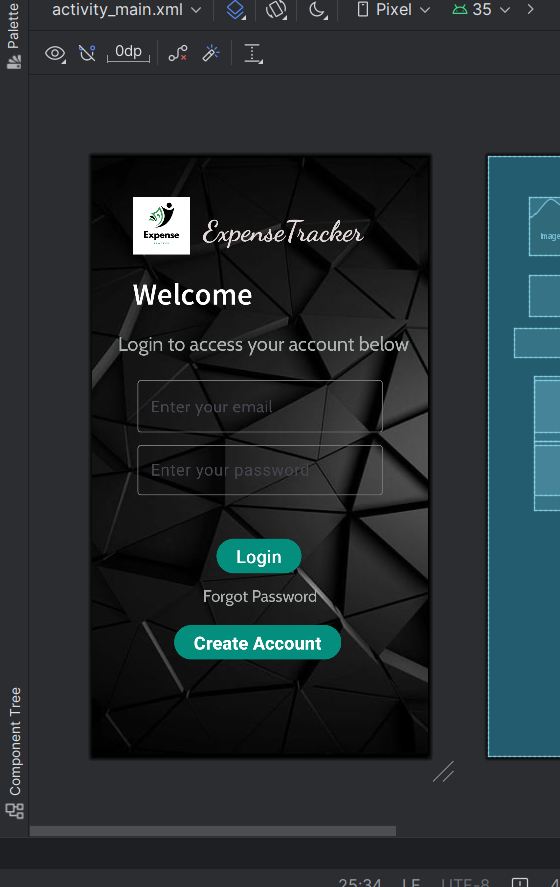 activity_main.xml
Pixel
35
Palette
0dp
Expense
ExpenseTracker
Image
Welcome
Login to access your account below
Enter your email
Enter your password
Login
Forgot Password
Create Account
Component Tree
25:34 LF UTF-8 4